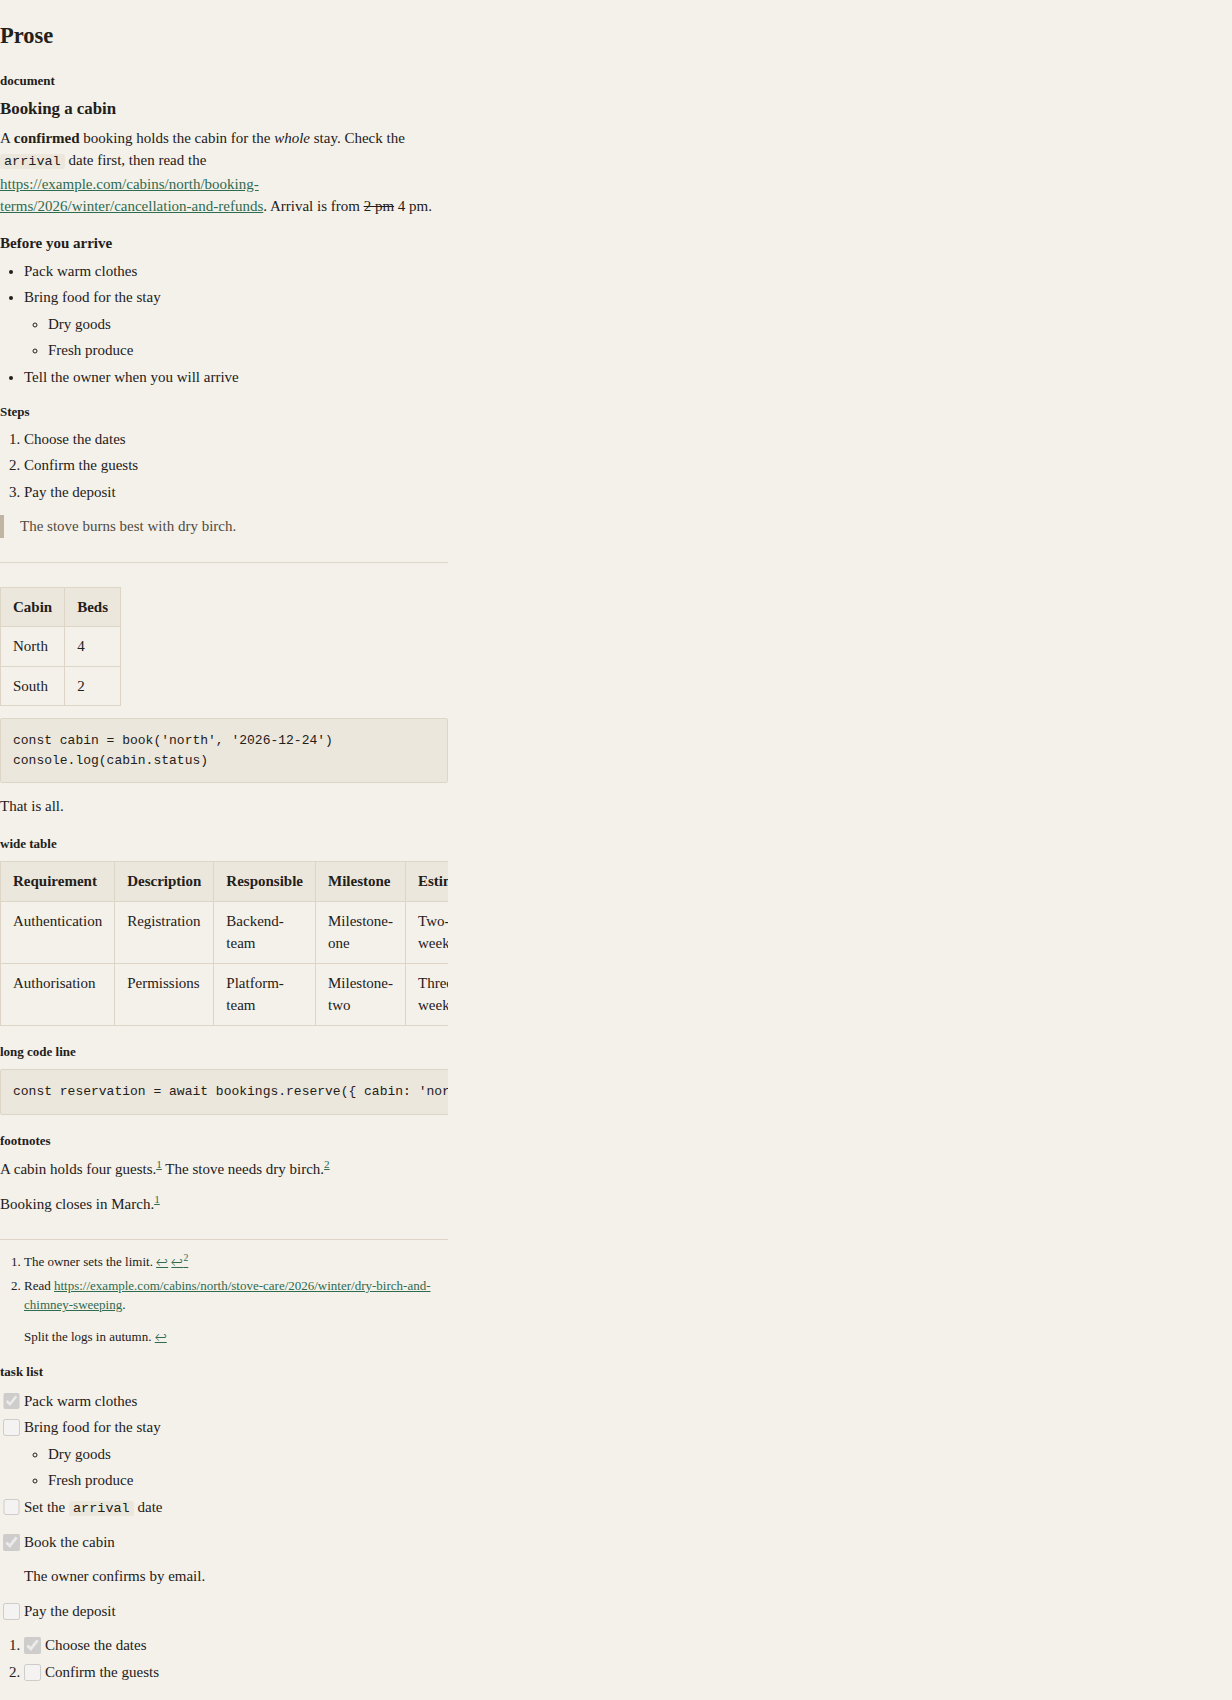 Prose
document
Booking a cabin
A confirmed booking holds the cabin for the whole stay. Check the
arrival date first, then read the
https://example.com/cabins/north/booking-
terms/2026/winter/cancellation-and-refunds. Arrival is from 2 pm 4 pm.
Before you arrive
• Pack warm clothes
• Bring food for the stay
◦ Dry goods
◦ Fresh produce
• Tell the owner when you will arrive
Steps
1. Choose the dates
2. Confirm the guests
3. Pay the deposit
The stove burns best with dry birch.
Cabin Beds
North 4
South 2
const cabin = book('north', '2026-12-24')
console.log(cabin.status)
That is all.
wide table
Requirement Description Responsible Milestone
Authentication Registration Backend- Milestone- Two-
team one week
Authorisation Permissions Platform- Milestone-
team two week
long code line
const reservation = await bookings.reserve({ cabin: 'nor
footnotes
A cabin holds four guests.1 The stove needs dry birch.2
Booking closes in March.1
1. The owner sets the limit. ↩ ↩2
2. Read https://example.com/cabins/north/stove-care/2026/winter/dry-birch-and-
chimney-sweeping.
Split the logs in autumn. ↩
task list
Pack warm clothes
Bring food for the stay
◦ Dry goods
◦ Fresh produce
Set the arrival date
Book the cabin
The owner confirms by email.
Pay the deposit
1. Choose the dates
2. Confirm the guests